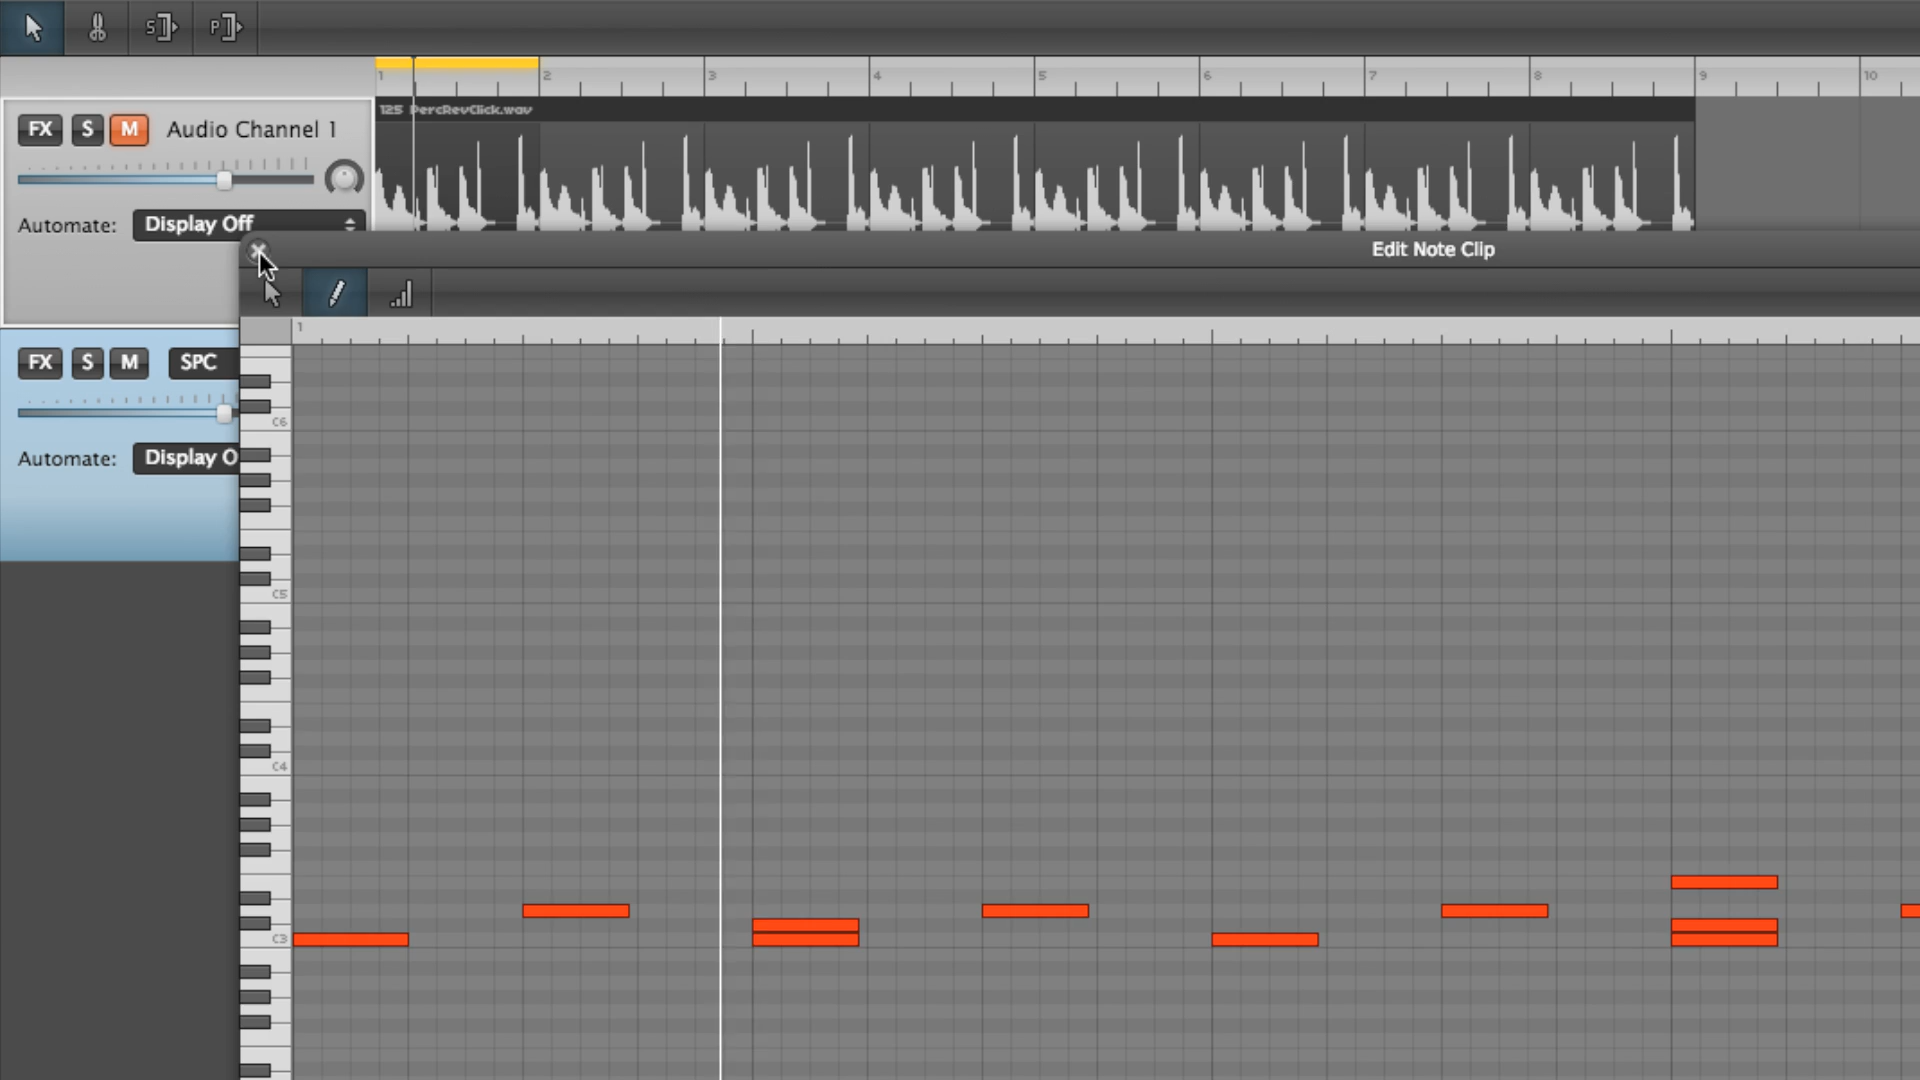 S P
1 2 3 4 5 6 7 8 9 10
125 PercRevClick.wav
FX S M Audio Channel 1
Automate: Display Off
Edit Note Clip
1
FX S M SPC
C6
Automate: Display O
C5
C4
C3